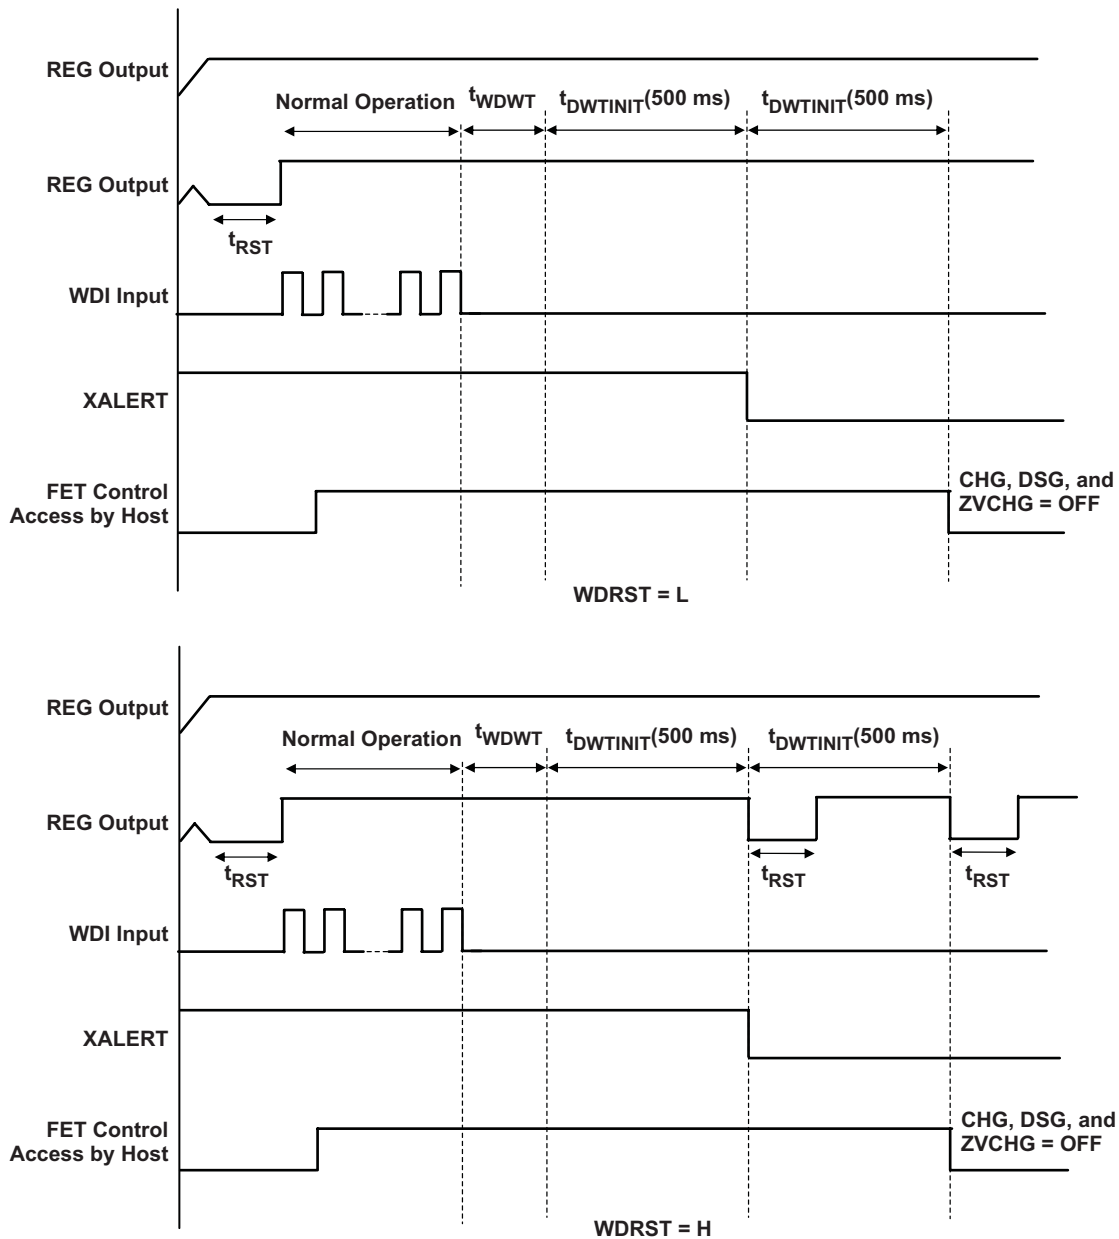 REG Output
Normal Operation
tWDWT
tDWTINIT(500 ms)
tDWTINIT(500 ms)
REG Output
tRST
WDI Input
XALERT
FET Control
Access by Host
CHG, DSG, and
ZVCHG = OFF
WDRST = L
REG Output
Normal Operation
tWDWT
tDWTINIT(500 ms)
tDWTINIT(500 ms)
REG Output
tRST
tRST
tRST
WDI Input
XALERT
FET Control
Access by Host
CHG, DSG, and
ZVCHG = OFF
WDRST = H